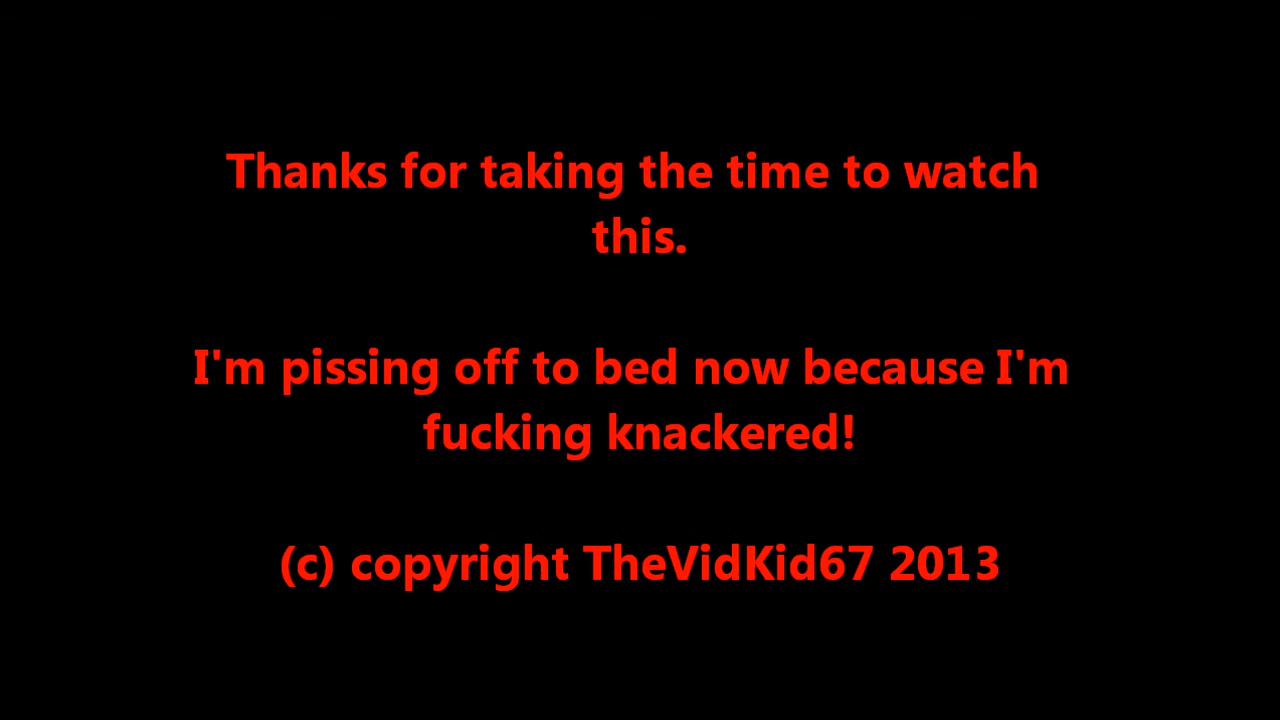 Thanks for taking the time to watch
this.
I'm pissing off to bed now because I'm
fucking knackered!
(c) copyright TheVidKid67 2013